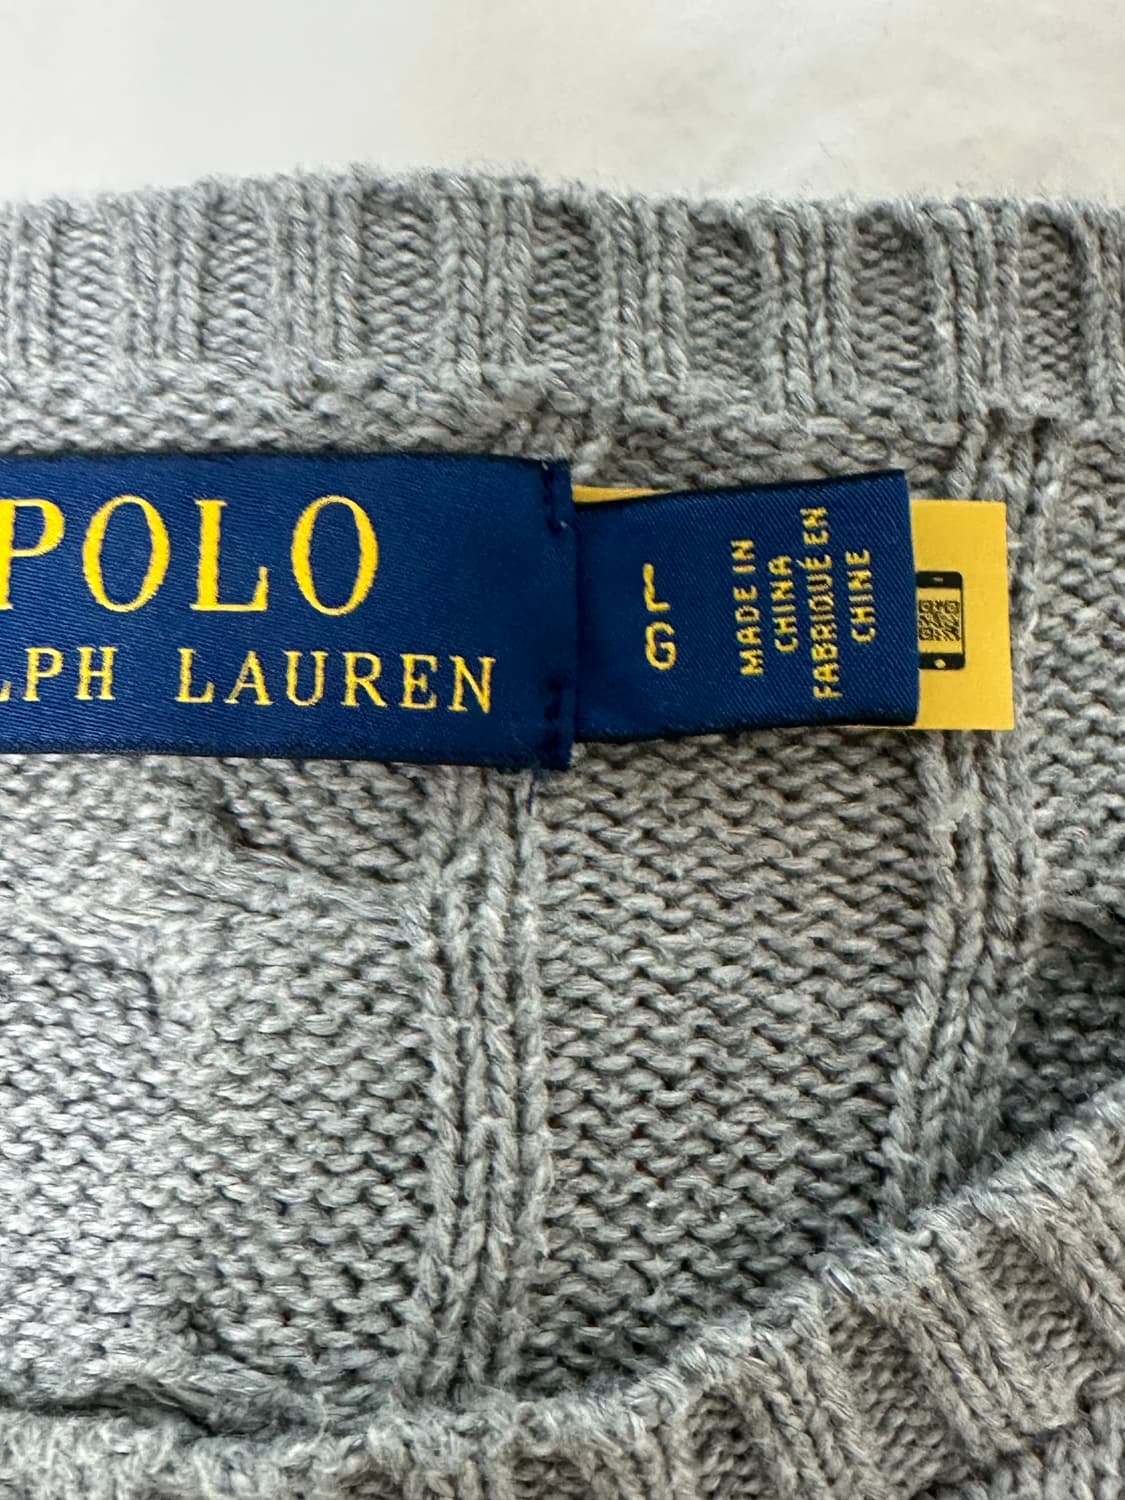 POLO
LPH LAUREN
L
G
MADE IN
CHINA
FABRIQUÉ EN
CHINE